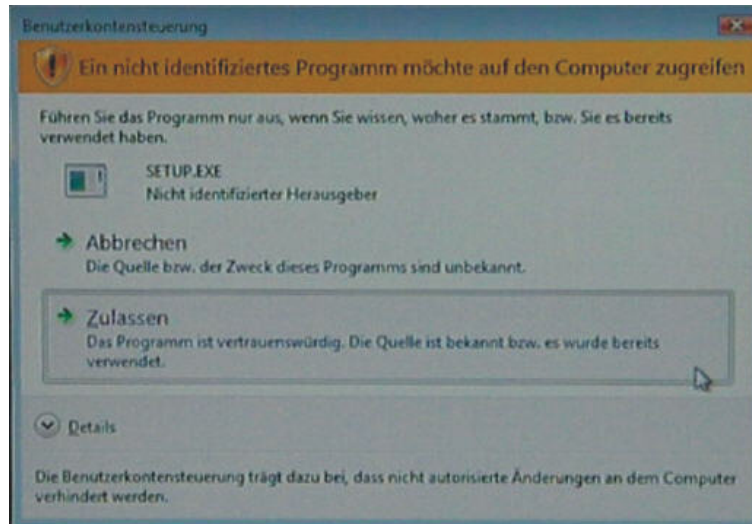 Benutzerkontensteuerung
Ein nicht identifiziertes Programm möchte auf den Computer zugreifen
Führen Sie das Programm nur aus, wenn Sie wissen, woher es stammt, bzw. Sie es bereits
verwendet haben.
SETUP.EXE
Nicht identifizierter Herausgeber
Abbrechen
Die Quelle bzw. der Zweck dieses Programms sind unbekannt.
Zulassen
Das Programm ist vertrauenswürdig. Die Quelle ist bekannt bzw. es wurde bereits
verwendet.
Details
Die Benutzerkontensteuerung trägt dazu bei, dass nicht autorisierte Änderungen an dem Computer
verhindert werden.